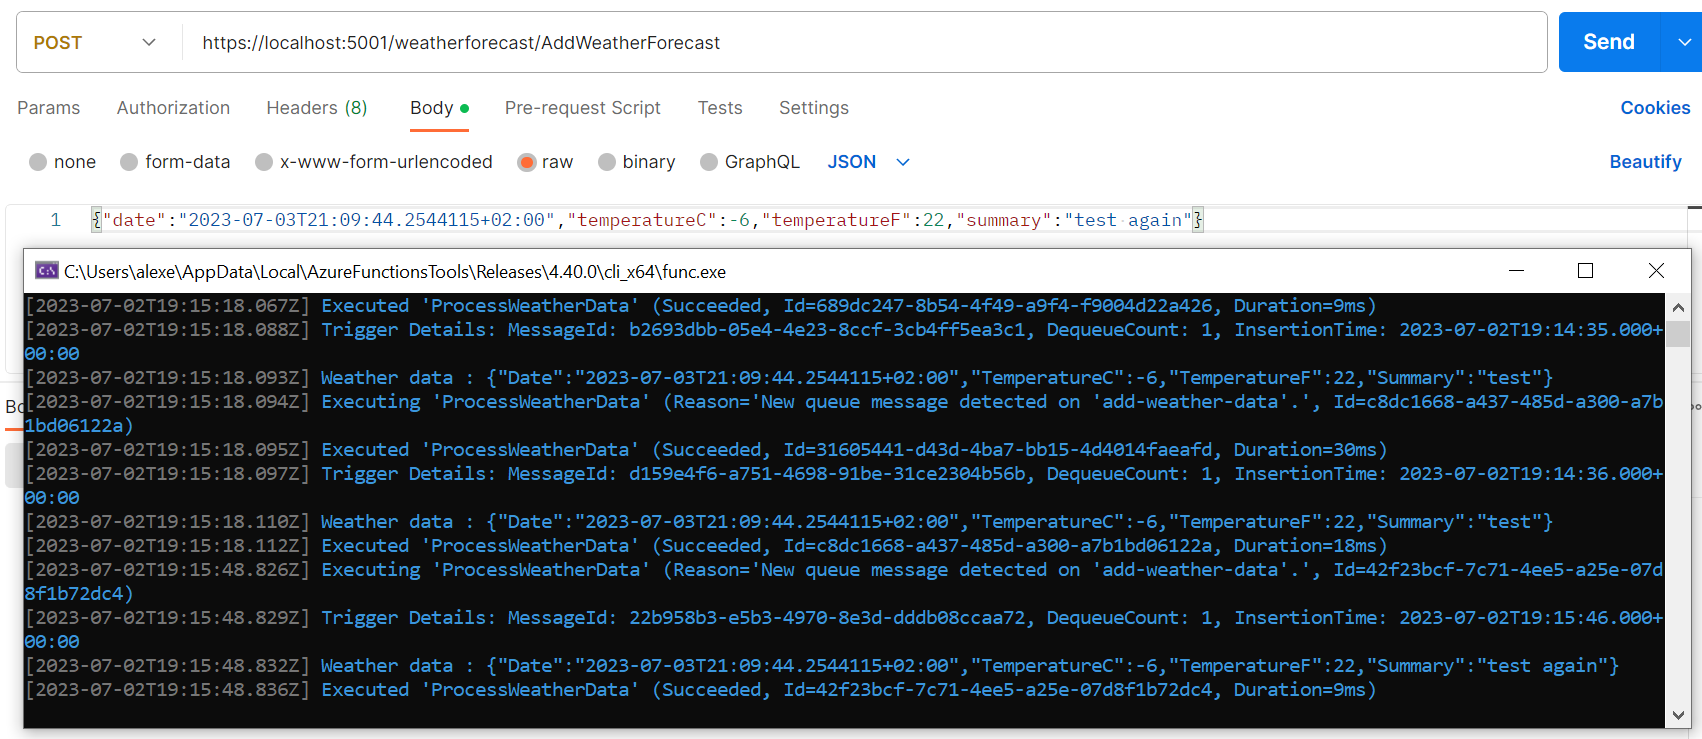 POST https://localhost:5001/weatherforecast/AddWeatherForecast Send
Params Authorization Headers (8) Body Pre-request Script Tests Settings Cookies
none form-data x-www-form-urlencoded raw binary GraphQL JSON Beautify
1 {"date":"2023-07-03T21:09:44.2544115+02:00","temperatureC":-6,"temperatureF":22,"summary":"test again"}
C:\Users\alexe\AppData\Local\AzureFunctionsTools\Releases\4.40.0\cli_x64\func.exe
[2023-07-02T19:15:18.067Z] Executed 'ProcessWeatherData' (Succeeded, Id=689dc247-8b54-4f49-a9f4-f9004d22a426, Duration=9ms)
[2023-07-02T19:15:18.088Z] Trigger Details: MessageId: b2693dbb-05e4-4e23-8ccf-3cb4ff5ea3c1, DequeueCount: 1, InsertionTime: 2023-07-02T19:14:35.000+
00:00
[2023-07-02T19:15:18.093Z] Weather data : {"Date":"2023-07-03T21:09:44.2544115+02:00","TemperatureC":-6,"TemperatureF":22,"Summary":"test"}
[2023-07-02T19:15:18.094Z] Executing 'ProcessWeatherData' (Reason='New queue message detected on 'add-weather-data'.', Id=c8dc1668-a437-485d-a300-a7b
1bd06122a)
[2023-07-02T19:15:18.095Z] Executed 'ProcessWeatherData' (Succeeded, Id=31605441-d43d-4ba7-bb15-4d4014faeafd, Duration=30ms)
[2023-07-02T19:15:18.097Z] Trigger Details: MessageId: d159e4f6-a751-4698-91be-31ce2304b56b, DequeueCount: 1, InsertionTime: 2023-07-02T19:14:36.000+
00:00
[2023-07-02T19:15:18.110Z] Weather data : {"Date":"2023-07-03T21:09:44.2544115+02:00","TemperatureC":-6,"TemperatureF":22,"Summary":"test"}
[2023-07-02T19:15:18.112Z] Executed 'ProcessWeatherData' (Succeeded, Id=c8dc1668-a437-485d-a300-a7b1bd06122a, Duration=18ms)
[2023-07-02T19:15:48.826Z] Executing 'ProcessWeatherData' (Reason='New queue message detected on 'add-weather-data'.', Id=42f23bcf-7c71-4ee5-a25e-07d
8f1b72dc4)
[2023-07-02T19:15:48.829Z] Trigger Details: MessageId: 22b958b3-e5b3-4970-8e3d-dddb08ccaa72, DequeueCount: 1, InsertionTime: 2023-07-02T19:15:46.000+
00:00
[2023-07-02T19:15:48.832Z] Weather data : {"Date":"2023-07-03T21:09:44.2544115+02:00","TemperatureC":-6,"TemperatureF":22,"Summary":"test again"}
[2023-07-02T19:15:48.836Z] Executed 'ProcessWeatherData' (Succeeded, Id=42f23bcf-7c71-4ee5-a25e-07d8f1b72dc4, Duration=9ms)